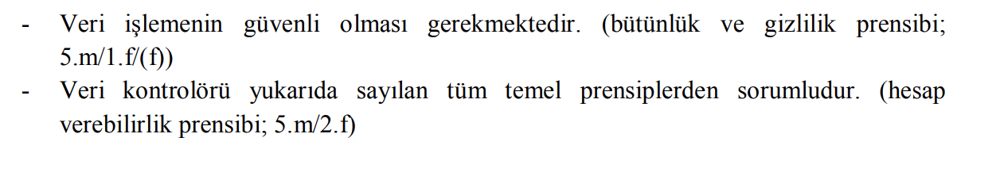 - Veri işlemenin güvenli olması gerekmektedir. (bütünlük ve gizlilik prensibi;
5.m/1.f/(f))
- Veri kontrolörü yukarıda sayılan tüm temel prensiplerden sorumludur. (hesap
verebilirlik prensibi; 5.m/2.f)